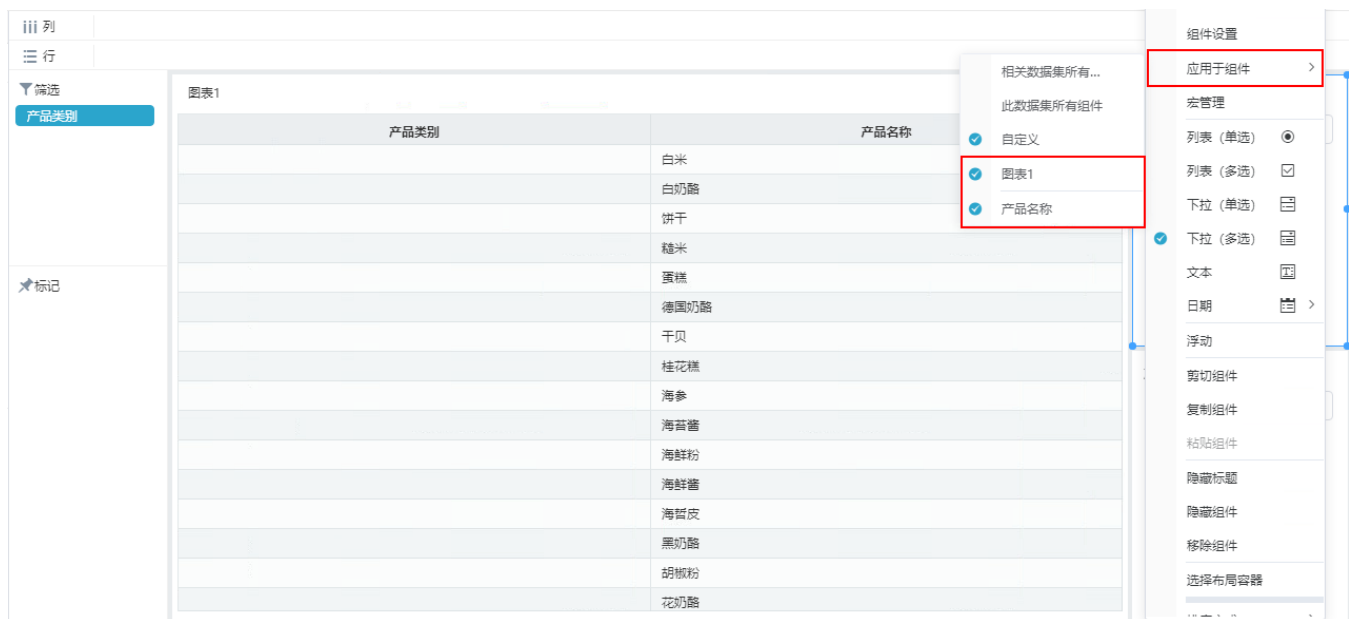 列
行
筛选
产品类别
标记
图表1
产品类别
产品名称
白米
白奶酪
饼干
糙米
蛋糕
德国奶酪
干贝
桂花糕
海参
海苔酱
海鲜粉
海鲜酱
海哲皮
黑奶酪
胡椒粉
花奶酪
相关数据集所有...
此数据集所有组件
自定义
图表1
产品名称
组件设置
应用于组件
宏管理
列表（单选）
列表（多选）
下拉（单选）
下拉（多选）
文本
日期
浮动
剪切组件
复制组件
粘贴组件
隐藏标题
隐藏组件
移除组件
选择布局容器